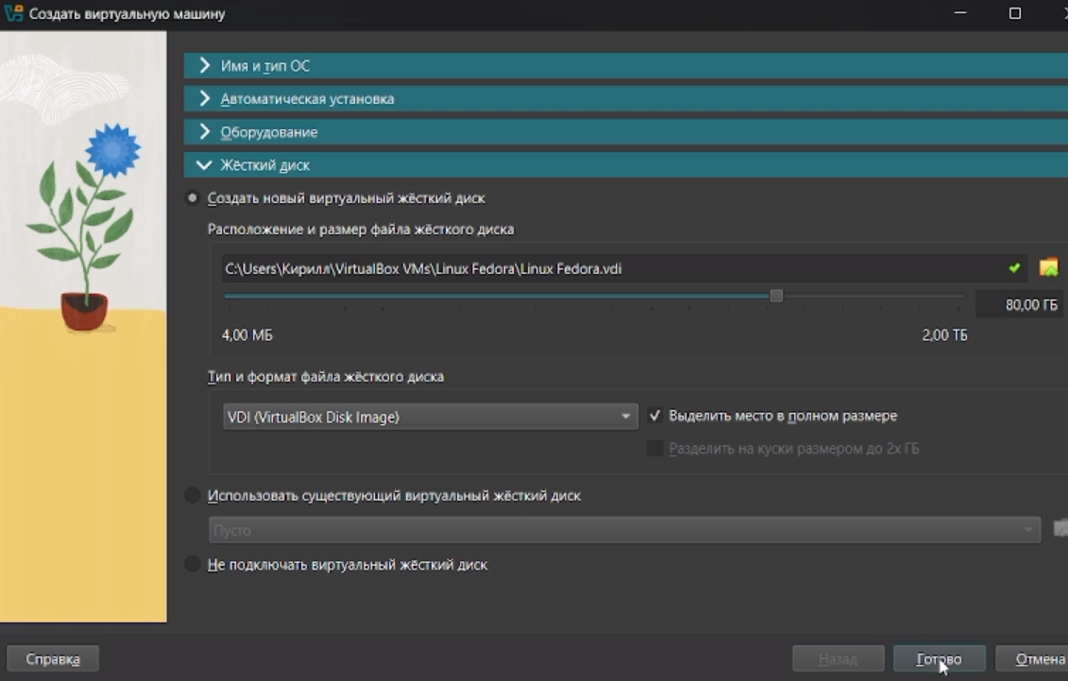 Создать виртуальную машину
Имя и тип ОС
Автоматическая установка
Оборудование
Жёсткий диск
Создать новый виртуальный жёсткий диск
Расположение и размер файла жёсткого диска
C:\Users\Кирилл\VirtualBox VMs\Linux Fedora\Linux Fedora.vdi
80,00 ГБ
4,00 МБ 2,00 ТБ
Тип и формат файла жёсткого диска
VDI (VirtualBox Disk Image) Выделить место в полном размере
Разделить на куски размером до 2х ГБ
Использовать существующий виртуальный жёсткий диск
Пусто
Не подключать виртуальный жёсткий диск
Справка Назад Готово Отмена